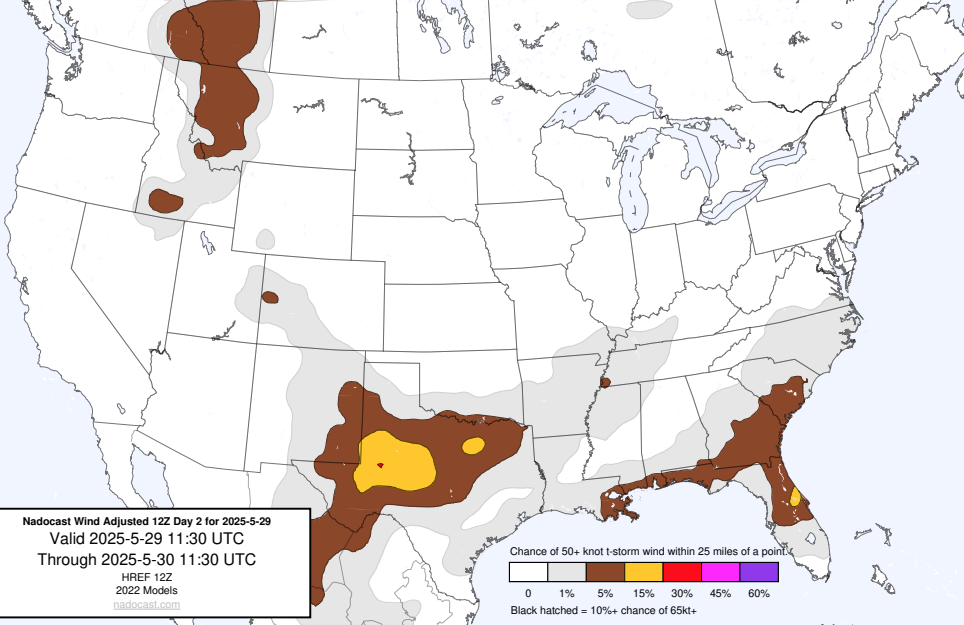 Nadocast Wind Adjusted 12Z Day 2 for 2025-5-29
Valid 2025-5-29 11:30 UTC
Through 2025-5-30 11:30 UTC
HREF 12Z
2022 Models
nadocast.com
Chance of 50+ knot t-storm wind within 25 miles of a point.
0 1% 5% 15% 30% 45% 60%
Black hatched = 10%+ chance of 65kt+